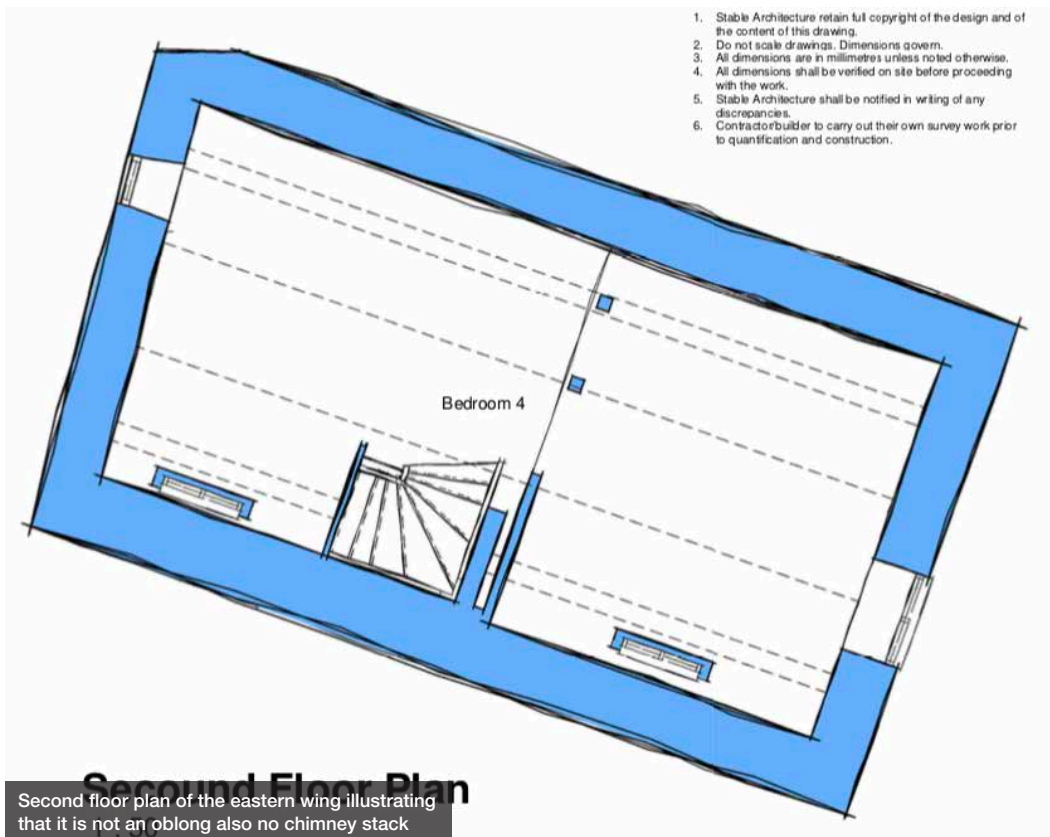 1. Stable Architecture retain full copyright of the design and of
the content of this drawing.
2. Do not scale drawings. Dimensions govern.
3. All dimensions are in millimetres unless noted otherwise.
4. All dimensions shall be verified on site before proceeding
with the work.
5. Stable Architecture shall be notified in writing of any
discrepancies.
6. Contractor/builder to carry out their own survey work prior
to quantification and construction.
Bedroom 4
Secound Floor Plan
1 : 50
Second floor plan of the eastern wing illustrating
that it is not an oblong also no chimney stack